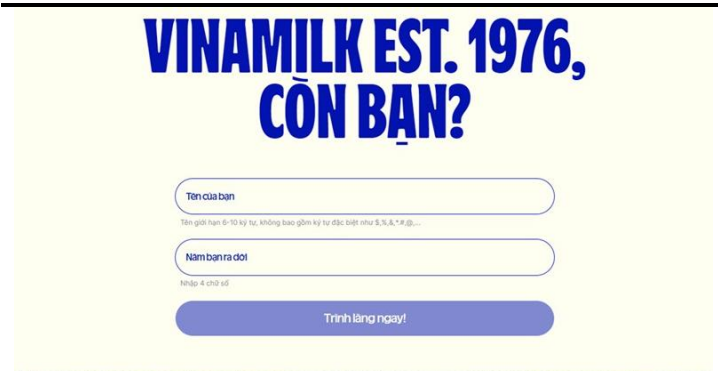 VINAMILK EST. 1976,
CÒN BẠN?
Tên của bạn
Tên giới hạn 6-10 ký tự, không bao gồm ký tự đặc biệt như $,%,&,*,#,@,...
Năm bạn ra đời
Nhập 4 chữ số
Trình làng ngay!